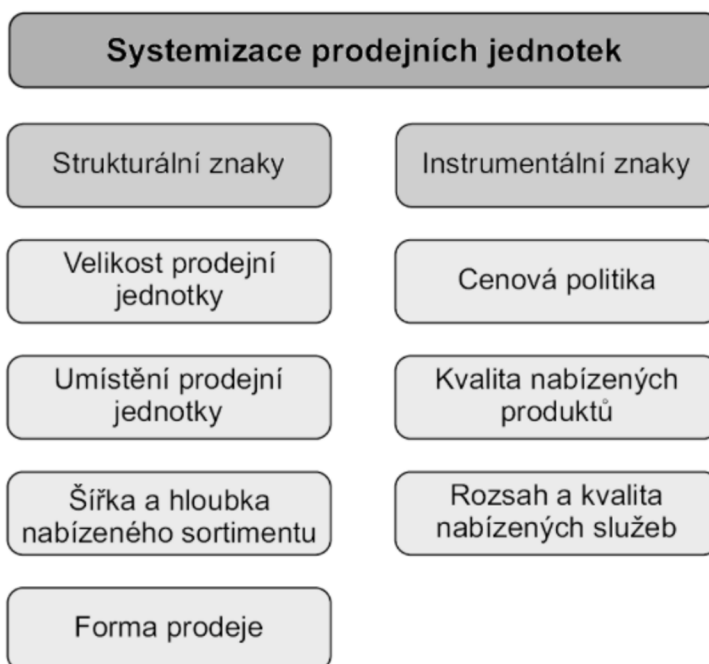 Systemizace prodejních jednotek
Strukturální znaky
Instrumentální znaky
Velikost prodejní
jednotky
Cenová politika
Umístění prodejní
jednotky
Kvalita nabízených
produktů
Šířka a hloubka
nabízeného sortimentu
Rozsah a kvalita
nabízených služeb
Forma prodeje